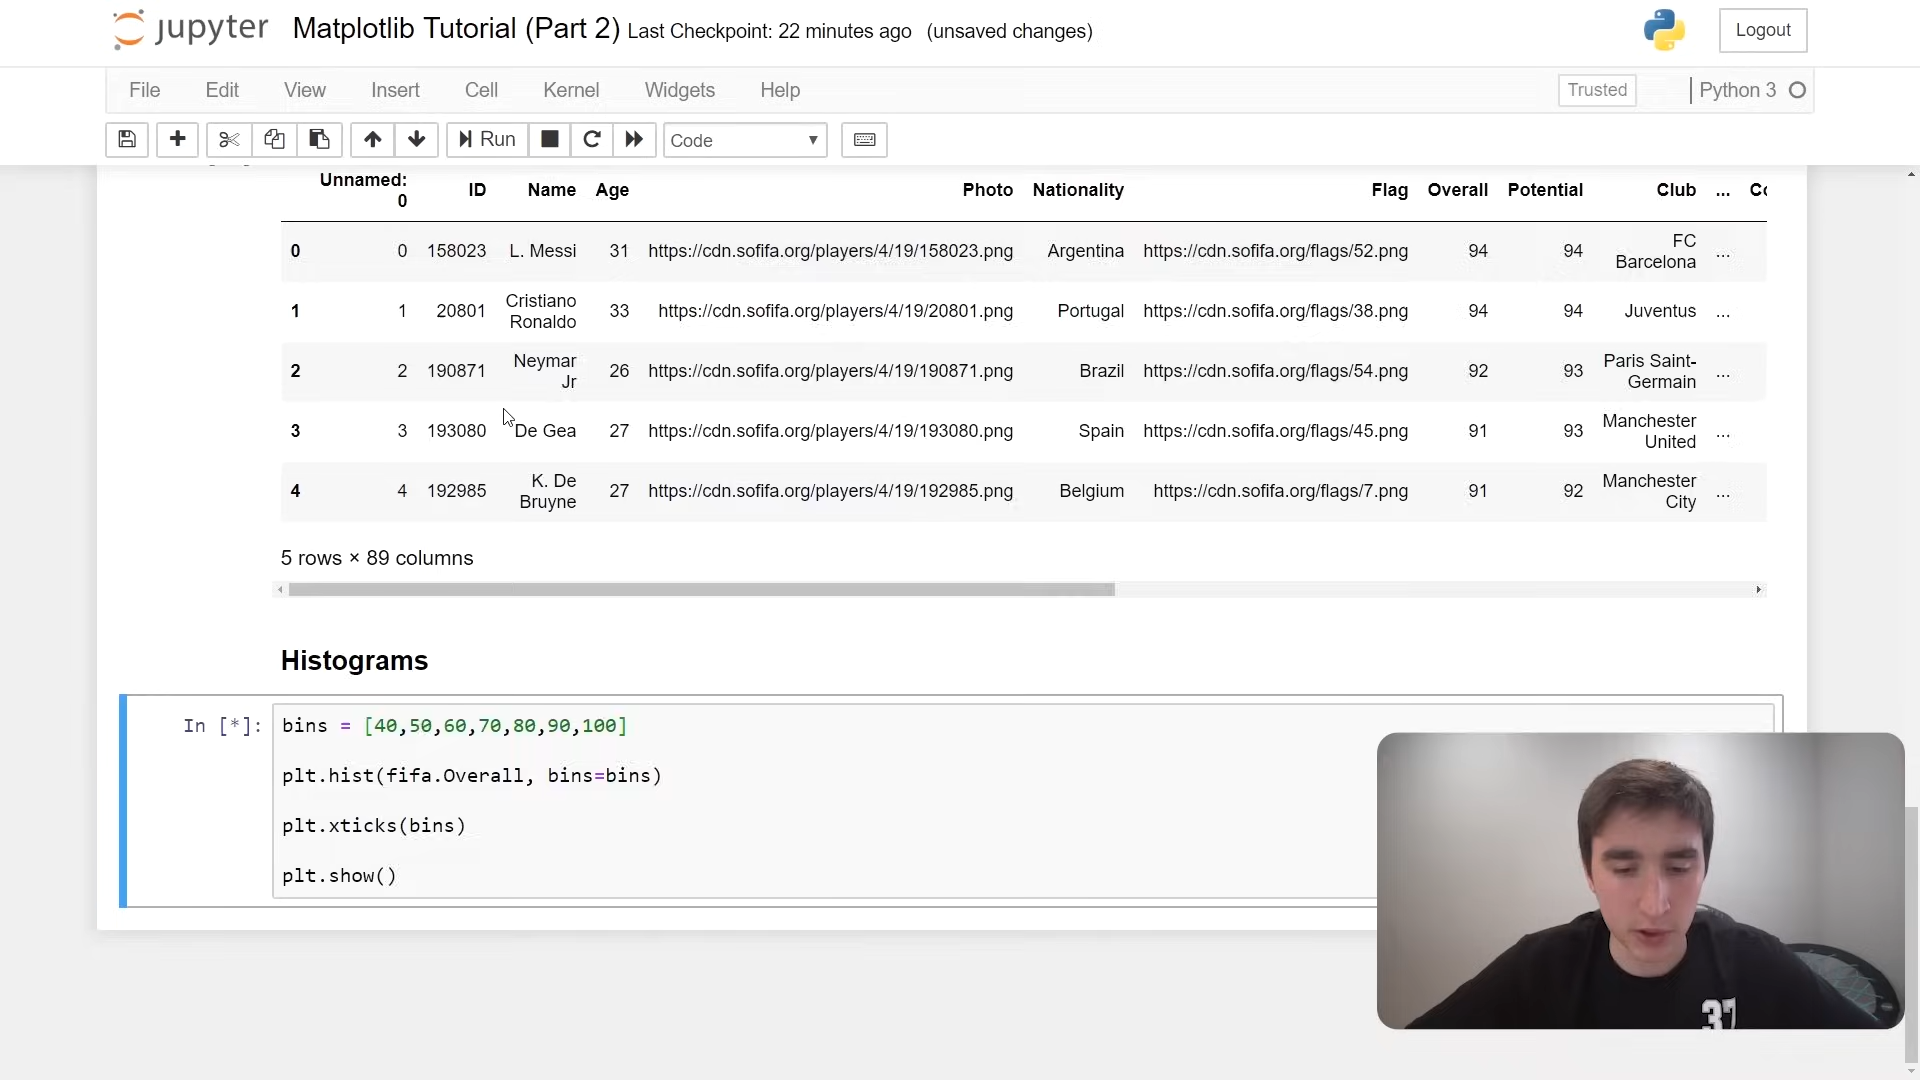 jupyter Matplotlib Tutorial (Part 2) Last Checkpoint: 22 minutes ago (unsaved changes) Logout
File Edit View Insert Cell Kernel Widgets Help Trusted Python 3
Run Code
Unnamed: 0 ID Name Age Photo Nationality Flag Overall Potential Club ...
0 0 158023 L. Messi 31 https://cdn.sofifa.org/players/4/19/158023.png Argentina https://cdn.sofifa.org/flags/52.png 94 94 FC Barcelona ...
1 1 20801 Cristiano Ronaldo 33 https://cdn.sofifa.org/players/4/19/20801.png Portugal https://cdn.sofifa.org/flags/38.png 94 94 Juventus ...
2 2 190871 Neymar Jr 26 https://cdn.sofifa.org/players/4/19/190871.png Brazil https://cdn.sofifa.org/flags/54.png 92 93 Paris Saint-Germain ...
3 3 193080 De Gea 27 https://cdn.sofifa.org/players/4/19/193080.png Spain https://cdn.sofifa.org/flags/45.png 91 93 Manchester United ...
4 4 192985 K. De Bruyne 27 https://cdn.sofifa.org/players/4/19/192985.png Belgium https://cdn.sofifa.org/flags/7.png 91 92 Manchester City ...
5 rows × 89 columns
Histograms
In [*]: bins = [40,50,60,70,80,90,100]
plt.hist(fifa.Overall, bins=bins)
plt.xticks(bins)
plt.show()
37